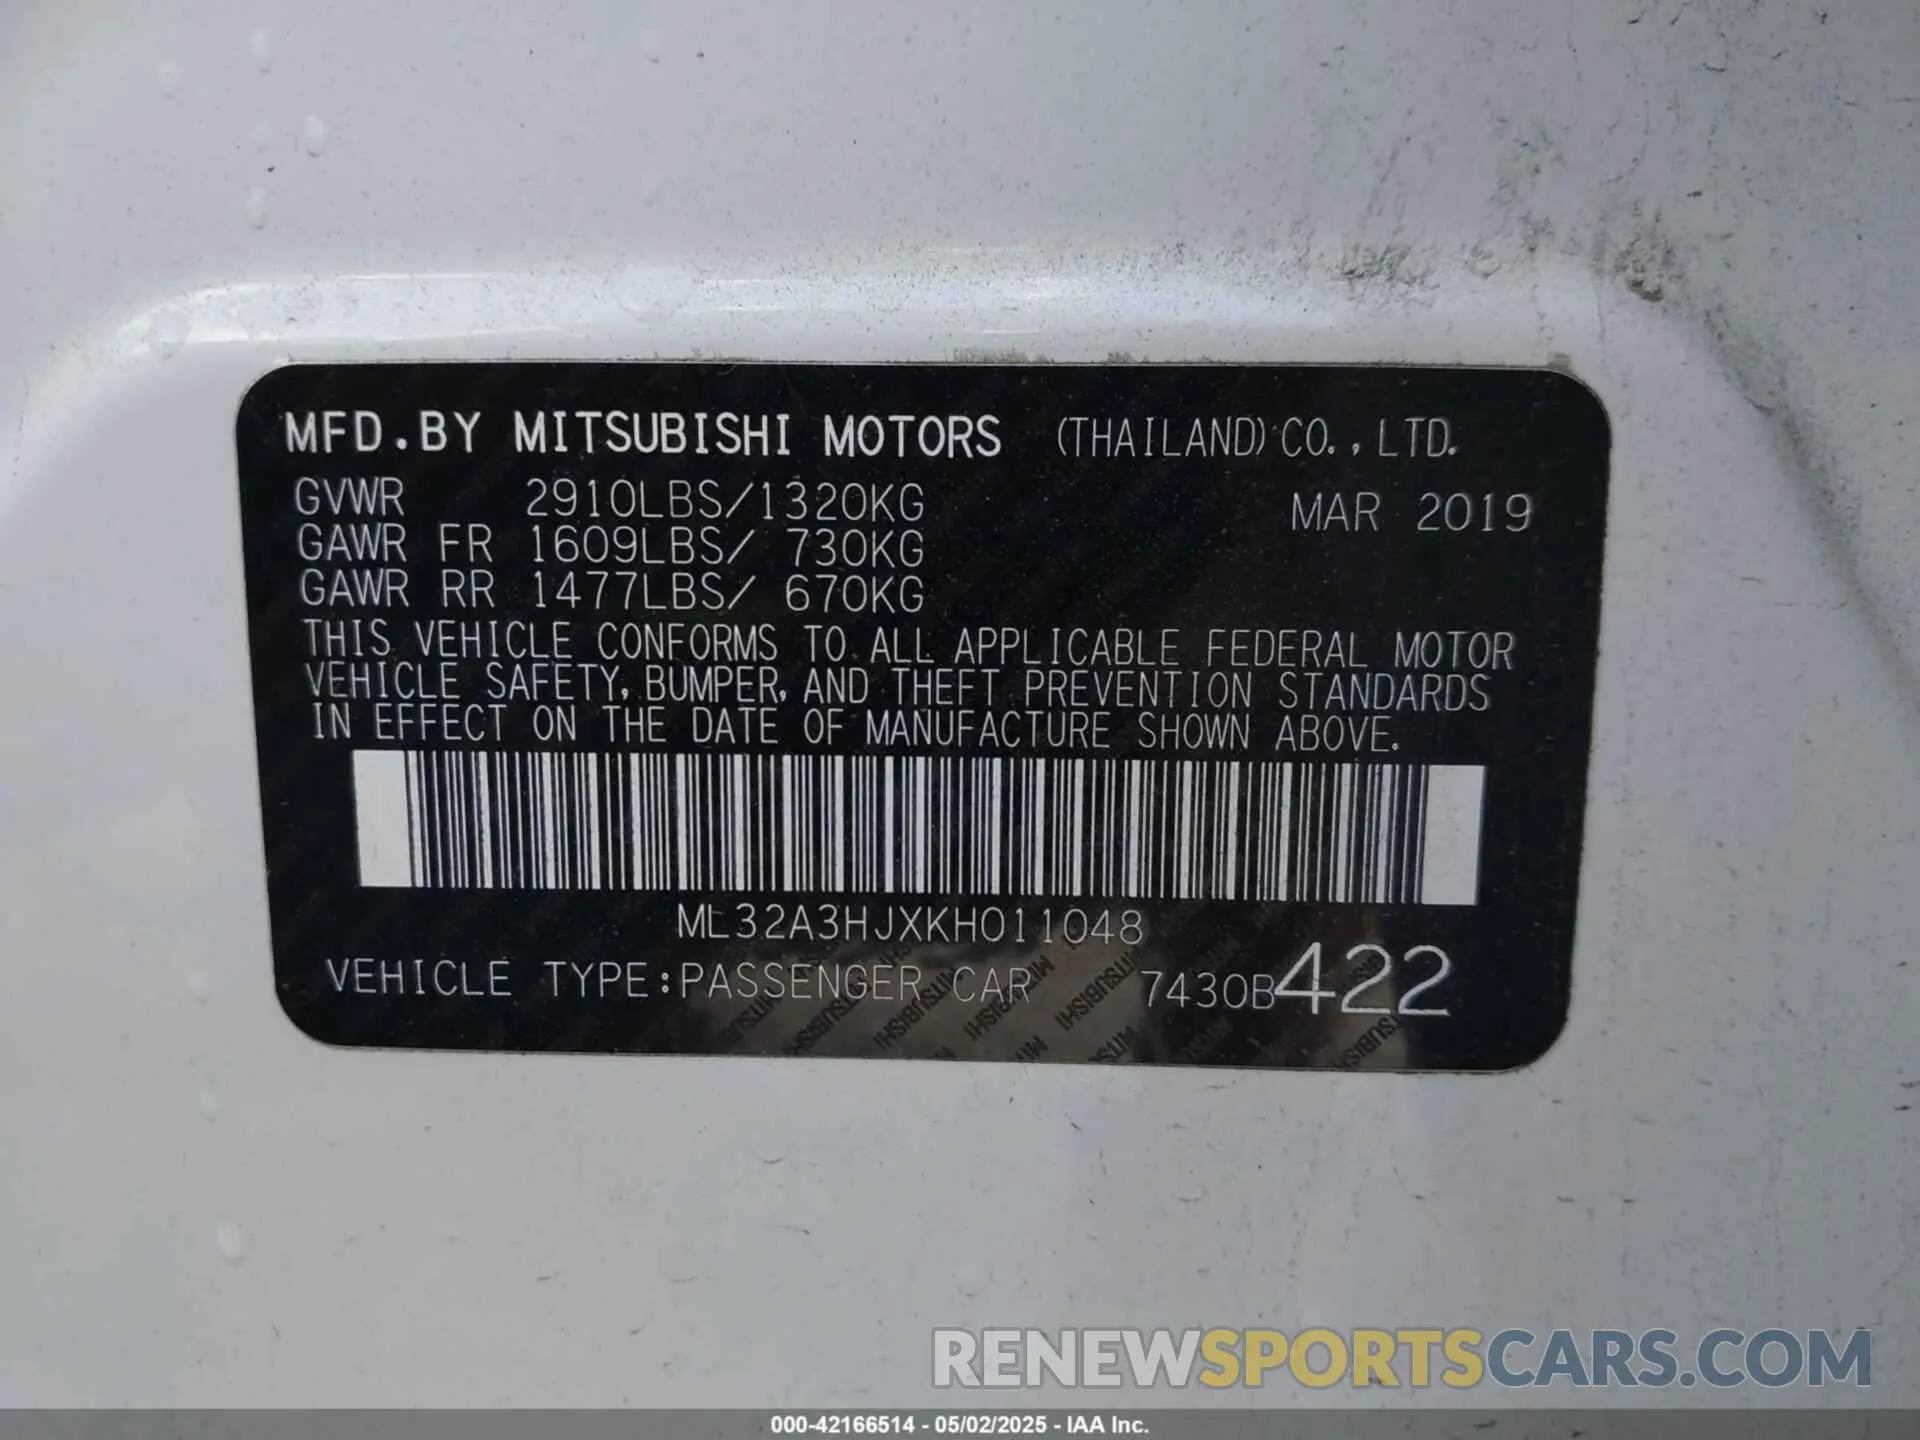 MFD.BY MITSUBISHI MOTORS (THAILAND) CO., LTD.
GVWR 2910LBS/1320KG MAR 2019
GAWR FR 1609LBS/ 730KG
GAWR RR 1477LBS/ 670KG
THIS VEHICLE CONFORMS TO ALL APPLICABLE FEDERAL MOTOR
VEHICLE SAFETY, BUMPER, AND THEFT PREVENTION STANDARDS
IN EFFECT ON THE DATE OF MANUFACTURE SHOWN ABOVE.
ML32A3HJXKH011048
VEHICLE TYPE:PASSENGER CAR 7430B422
RENEWSPORTSCARS.COM
000-42166514 - 05/02/2025 - IAA Inc.